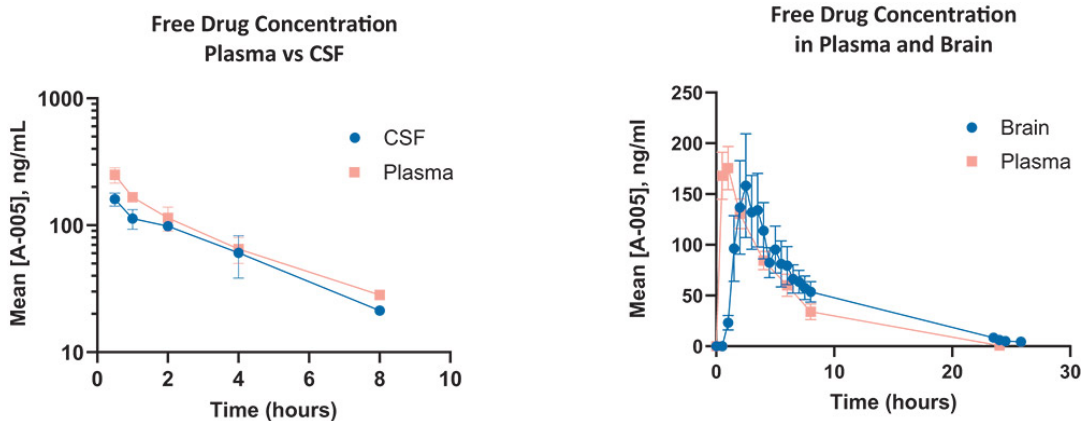 Free Drug Concentration
Plasma vs CSF
Mean [A-005], ng/mL
1000
100
10
CSF
Plasma
0
2
4
6
8
10
Time (hours)
Free Drug Concentration
in Plasma and Brain
Mean [A-005], ng/ml
250
200
150
100
50
0
Brain
Plasma
0
10
20
30
Time (hours)